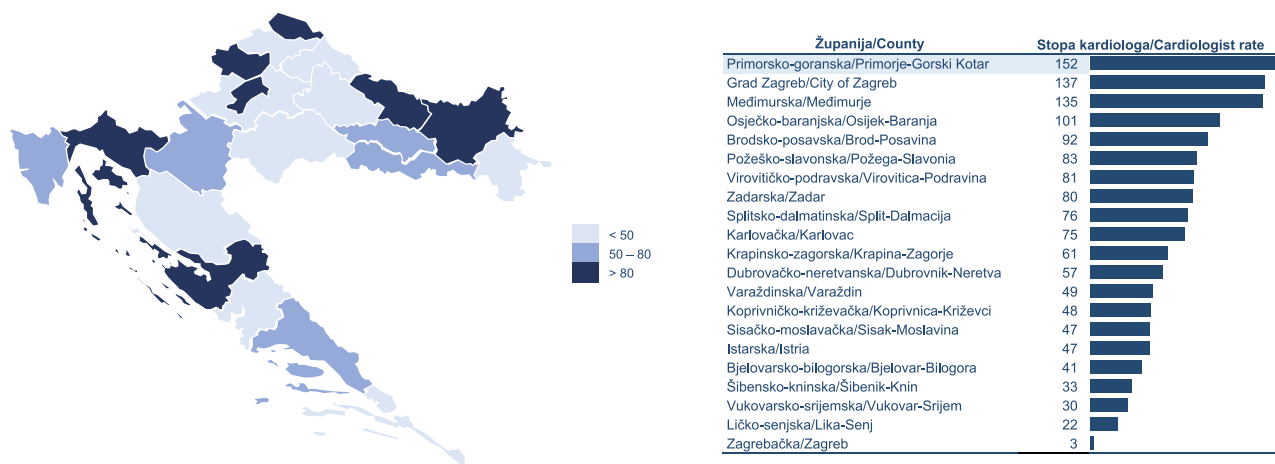 < 50
50 – 80
> 80
Županija/County Stopa kardiologa/Cardiologist rate
Primorsko-goranska/Primorje-Gorski Kotar 152
Grad Zagreb/City of Zagreb 137
Međimurska/Međimurje 135
Osječko-baranjska/Osijek-Baranja 101
Brodsko-posavska/Brod-Posavina 92
Požeško-slavonska/Požega-Slavonia 83
Virovitičko-podravska/Virovitica-Podravina 81
Zadarska/Zadar 80
Splitsko-dalmatinska/Split-Dalmacija 76
Karlovačka/Karlovac 75
Krapinsko-zagorska/Krapina-Zagorje 61
Dubrovačko-neretvanska/Dubrovnik-Neretva 57
Varaždinska/Varaždin 49
Koprivničko-križevačka/Koprivnica-Križevci 48
Sisačko-moslavačka/Sisak-Moslavina 47
Istarska/Istria 47
Bjelovarsko-bilogorska/Bjelovar-Bilogora 41
Šibensko-kninska/Šibenik-Knin 33
Vukovarsko-srijemska/Vukovar-Srijem 30
Ličko-senjska/Lika-Senj 22
Zagrebačka/Zagreb 3